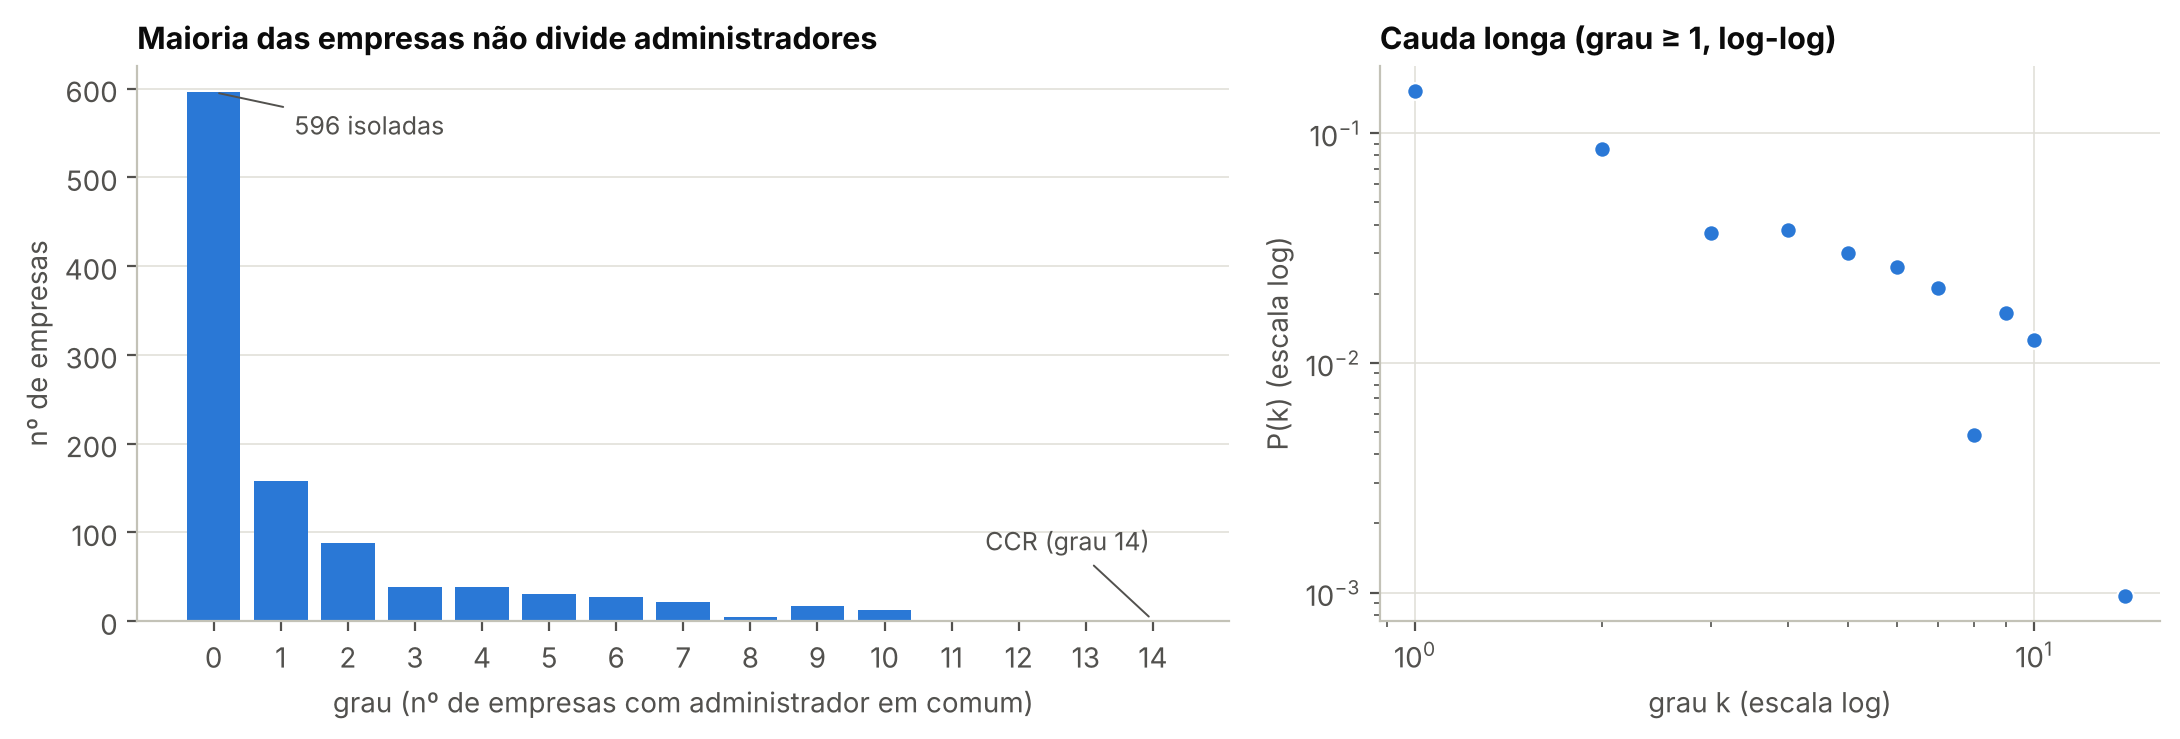 Maioria das empresas não divide administradores
600
500
400
300
200
100
0
nº de empresas
596 isoladas
CCR (grau 14)
0 1 2 3 4 5 6 7 8 9 10 11 12 13 14
grau (nº de empresas com administrador em comum)
Cauda longa (grau ≥ 1, log-log)
10⁻¹
10⁻²
10⁻³
P(k) (escala log)
10⁰ 10¹
grau k (escala log)